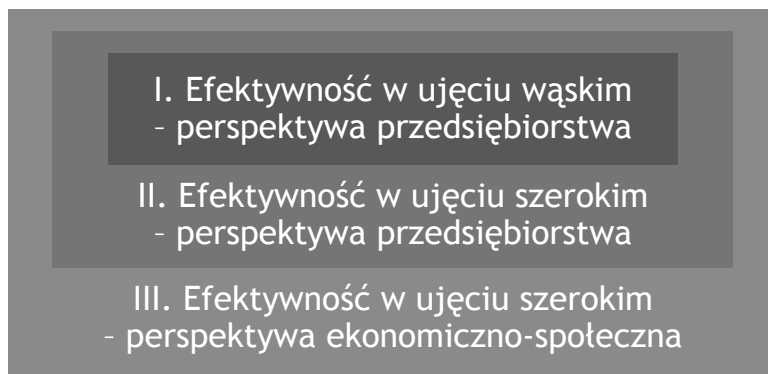 I. Efektywność w ujęciu wąskim
– perspektywa przedsiębiorstwa
II. Efektywność w ujęciu szerokim
– perspektywa przedsiębiorstwa
III. Efektywność w ujęciu szerokim
– perspektywa ekonomiczno-społeczna